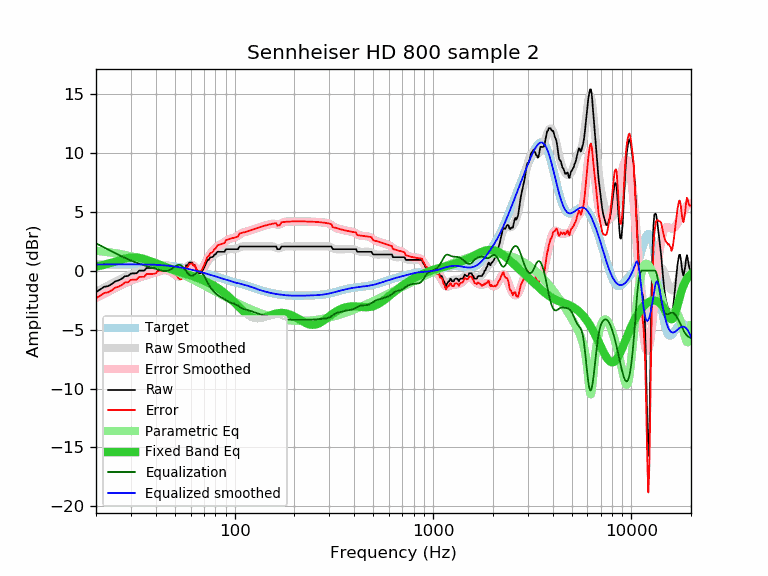 Sennheiser HD 800 sample 2
15
10
5
0
−5
−10
−15
−20
Amplitude (dBr)
Target
Raw Smoothed
Error Smoothed
Raw
Error
Parametric Eq
Fixed Band Eq
Equalization
Equalized smoothed
100
1000
10000
Frequency (Hz)